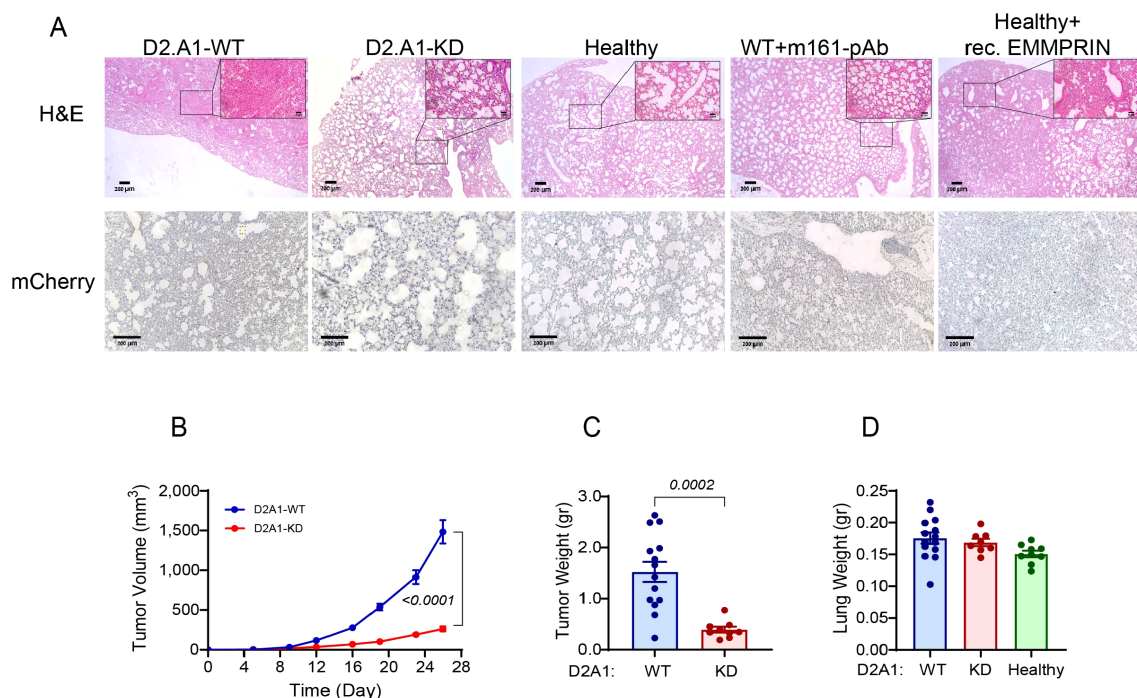 A
D2.A1-WT
D2.A1-KD
Healthy
WT+m161-pAb
Healthy+
rec. EMMPRIN
H&E
200 µm
200 µm
200 µm
200 µm
200 µm
mCherry
200 µm
200 µm
200 µm
200 µm
200 µm
B
C
D
Tumor Volume (mm3)
2,000
1,500
1,000
500
0
D2A1-WT
D2A1-KD
<0.0001
0 4 8 12 16 20 24 28
Time (Day)
Tumor Weight (gr)
3.0
2.0
1.0
0.0
0.0002
D2A1: WT KD
Lung Weight (gr)
0.25
0.20
0.15
0.10
0.05
0.00
D2A1: WT KD Healthy